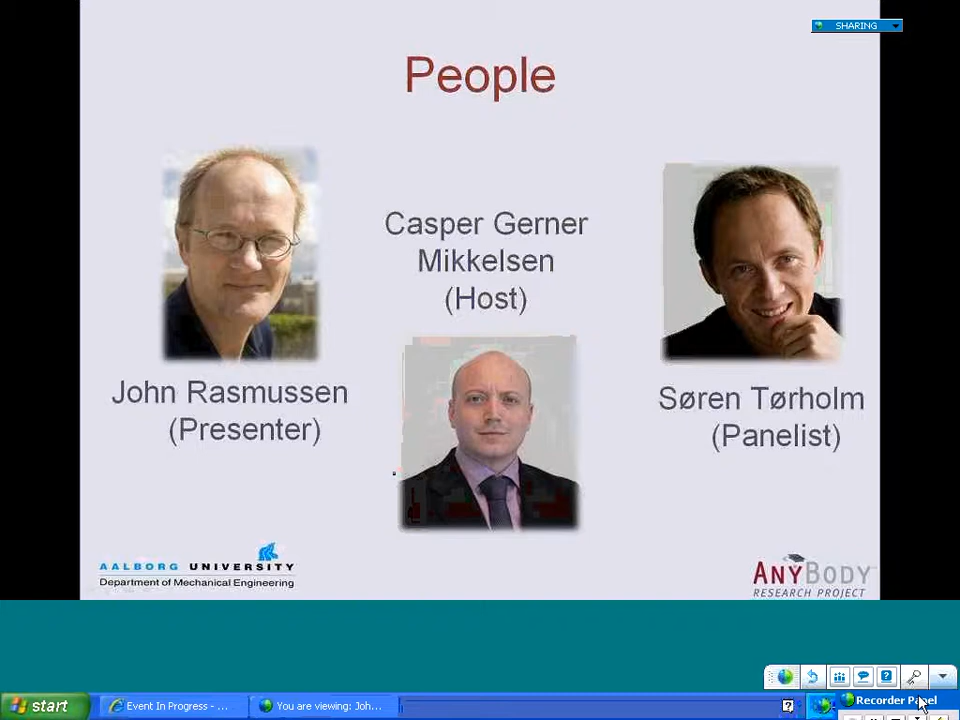 SHARING
People
Casper Gerner
Mikkelsen
(Host)
John Rasmussen
(Presenter)
Søren Tørholm
(Panelist)
AALBORG UNIVERSITY
Department of Mechanical Engineering
ANYBODY
RESEARCH PROJECT
start
Event In Progress - ...
You are viewing: Joh...
Recorder Panel